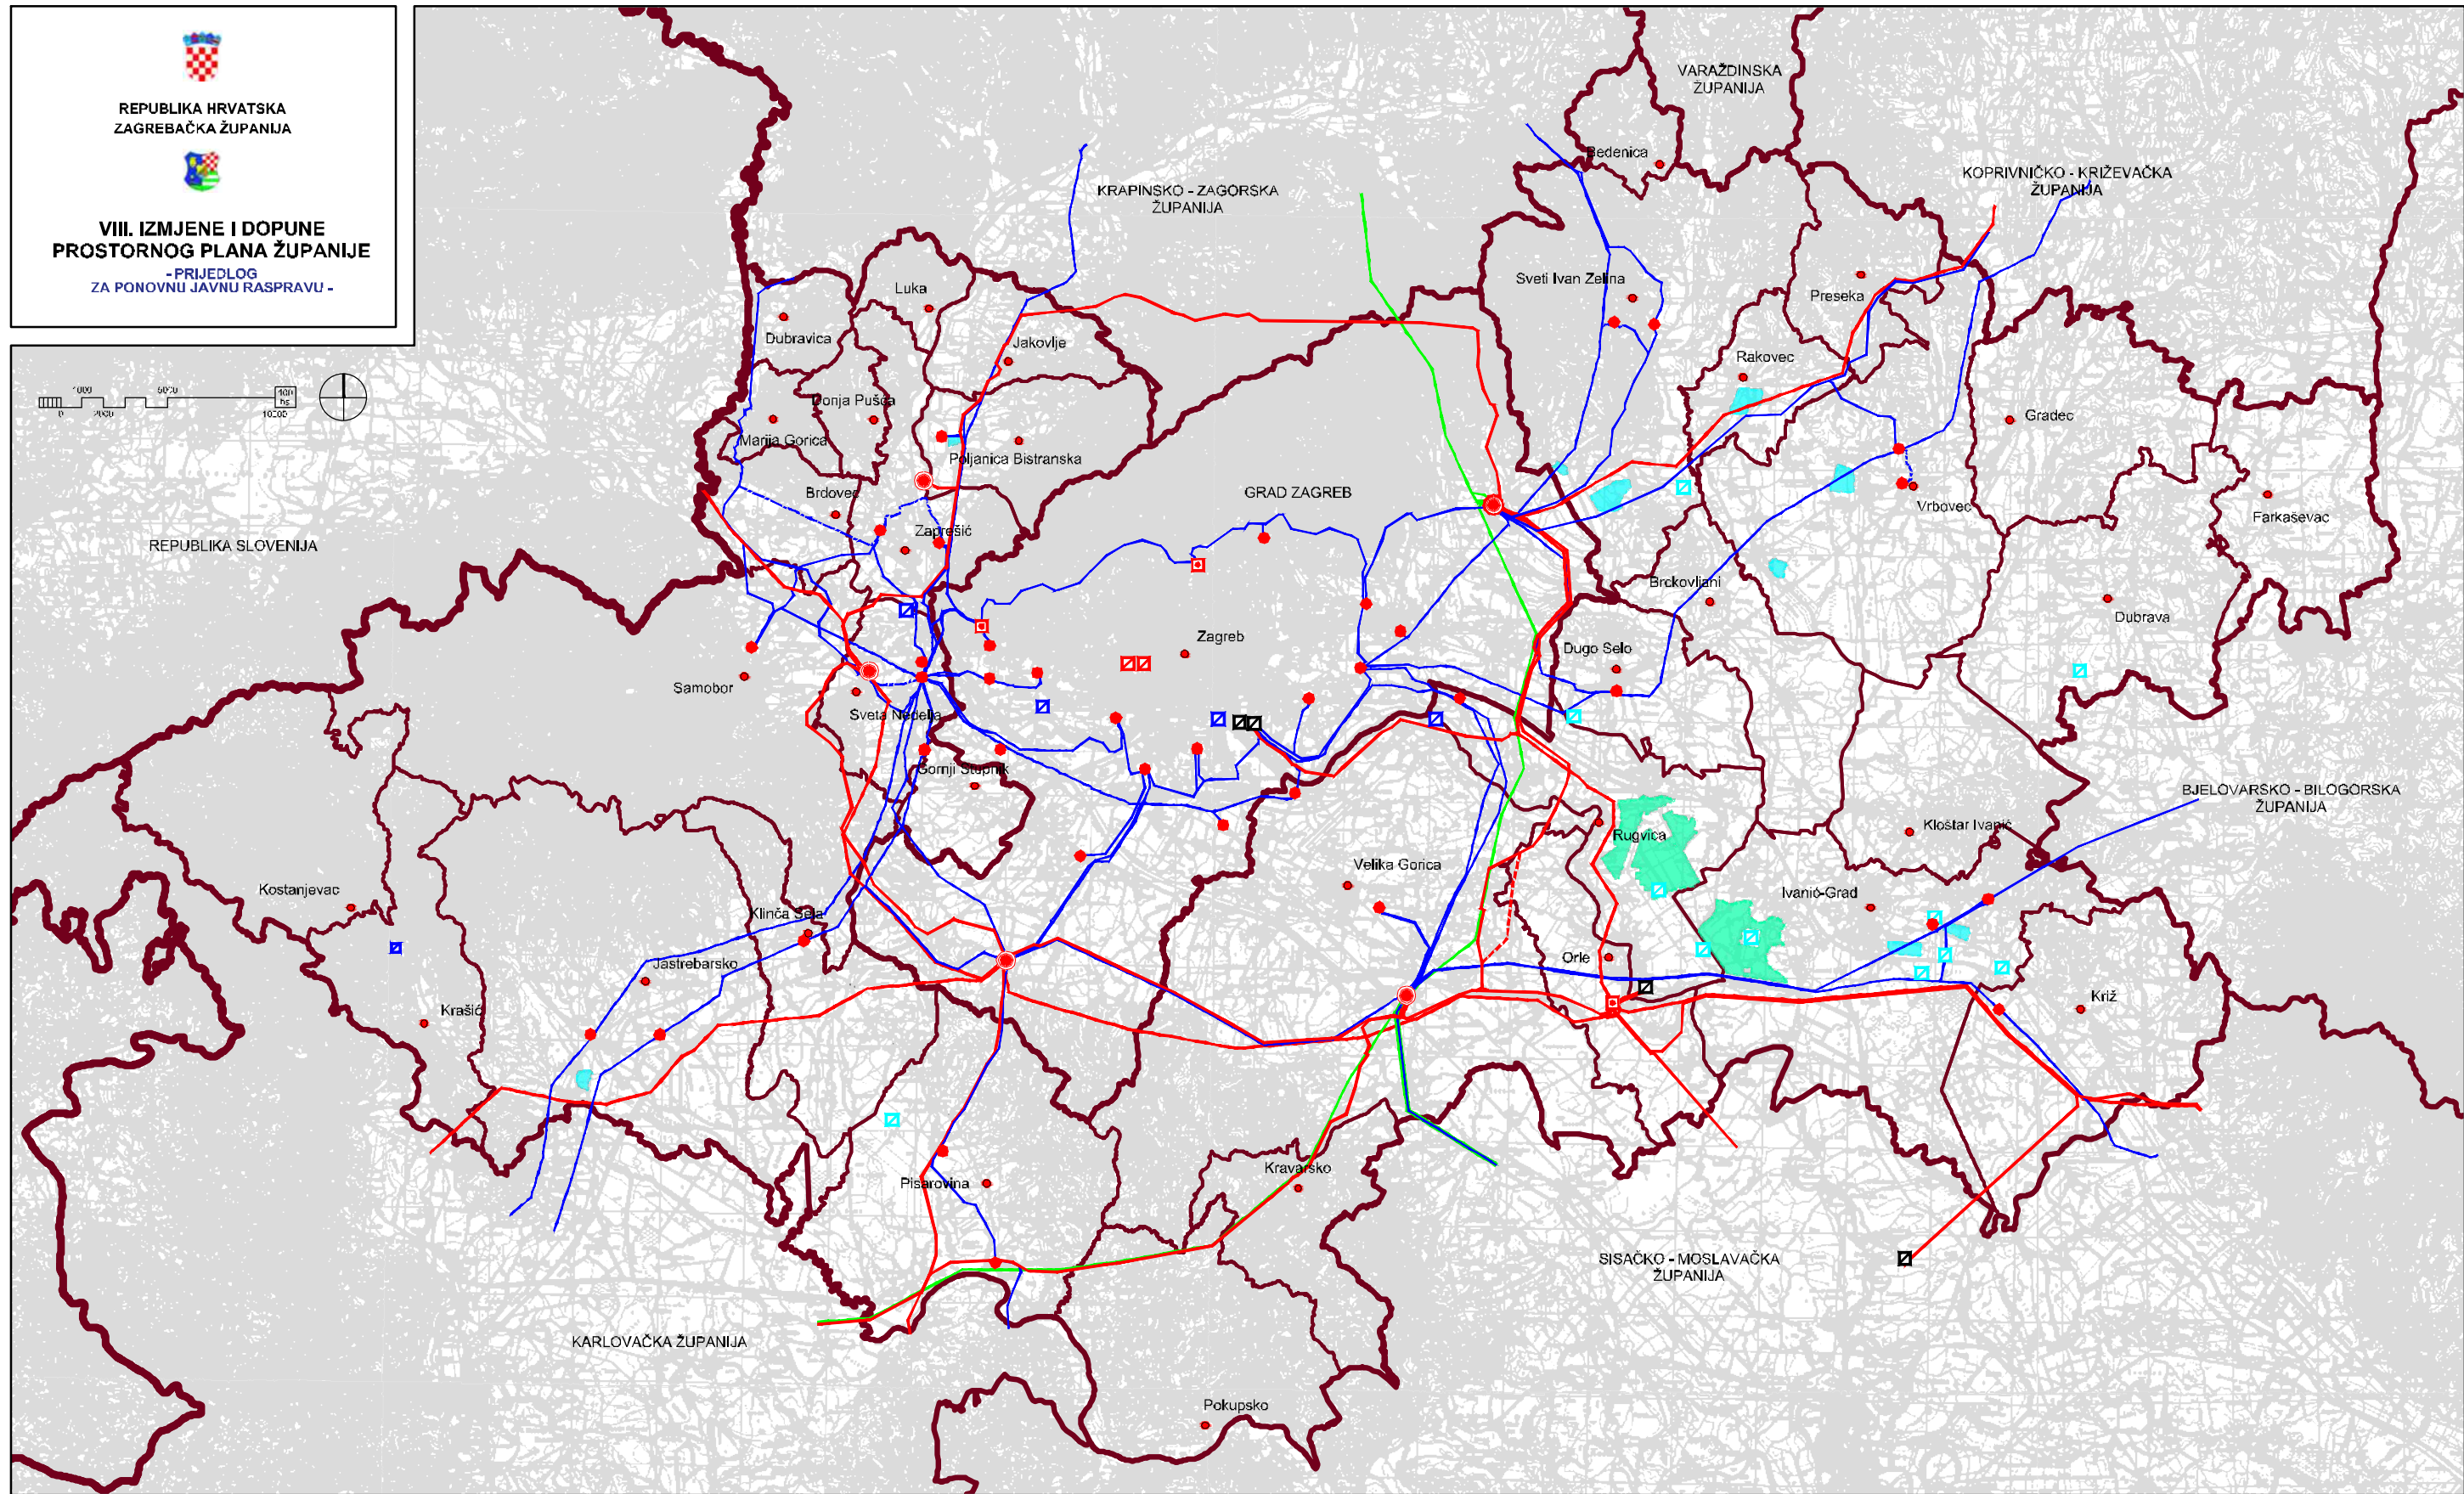 REPUBLIKA HRVATSKA
ZAGREBAČKA ŽUPANIJA
VIII. IZMJENE I DOPUNE
PROSTORNOG PLANA ŽUPANIJE
- PRIJEDLOG
ZA PONOVNU JAVNU RASPRAVU -
VARAŽDINSKA
ŽUPANIJA
Bedenica
KOPRIVNIČKO - KRIŽEVAČKA
ŽUPANIJA
KRAPINSKO - ZAGORSKA
ŽUPANIJA
Sveti Ivan Zelina
Luka
Preseka
Dubravica
Jakovlje
Rakovec
Donja Pušća
Gradec
Marija Gorica
Poljanica Bistranska
Brdovec
GRAD ZAGREB
Vrbovec
Farkaševac
Zaprešić
REPUBLIKA SLOVENIJA
Brckovljani
Dubrava
Zagreb
Dugo Selo
Samobor
Sveta Nedelja
Gornji Stupnik
BJELOVARSKO - BILOGORSKA
ŽUPANIJA
Rugvica
Kloštar Ivanić
Velika Gorica
Kostanjevac
Ivanić-Grad
Klinča Sela
Orle
Jastrebarsko
Krašić
Križ
Kravarsko
Pisarovina
SISAČKO - MOSLAVAČKA
ŽUPANIJA
KARLOVAČKA ŽUPANIJA
Pokupsko